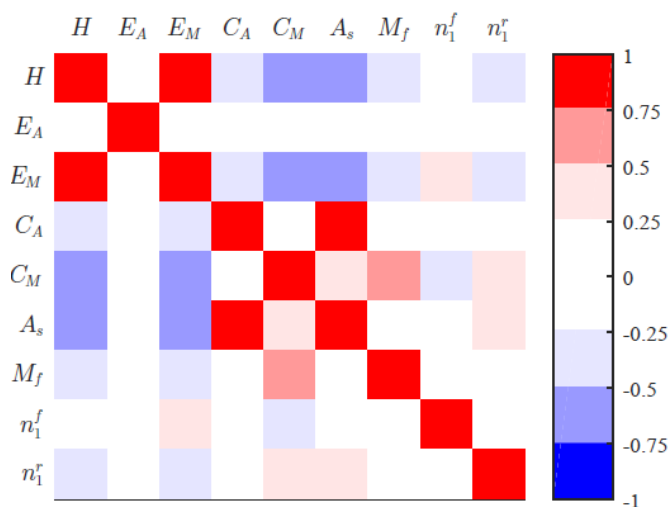 H E_A E_M C_A C_M A_s M_f n_1^f n_1^r
H
E_A
E_M
C_A
C_M
A_s
M_f
n_1^f
n_1^r
1
0.75
0.5
0.25
0
-0.25
-0.5
-0.75
-1